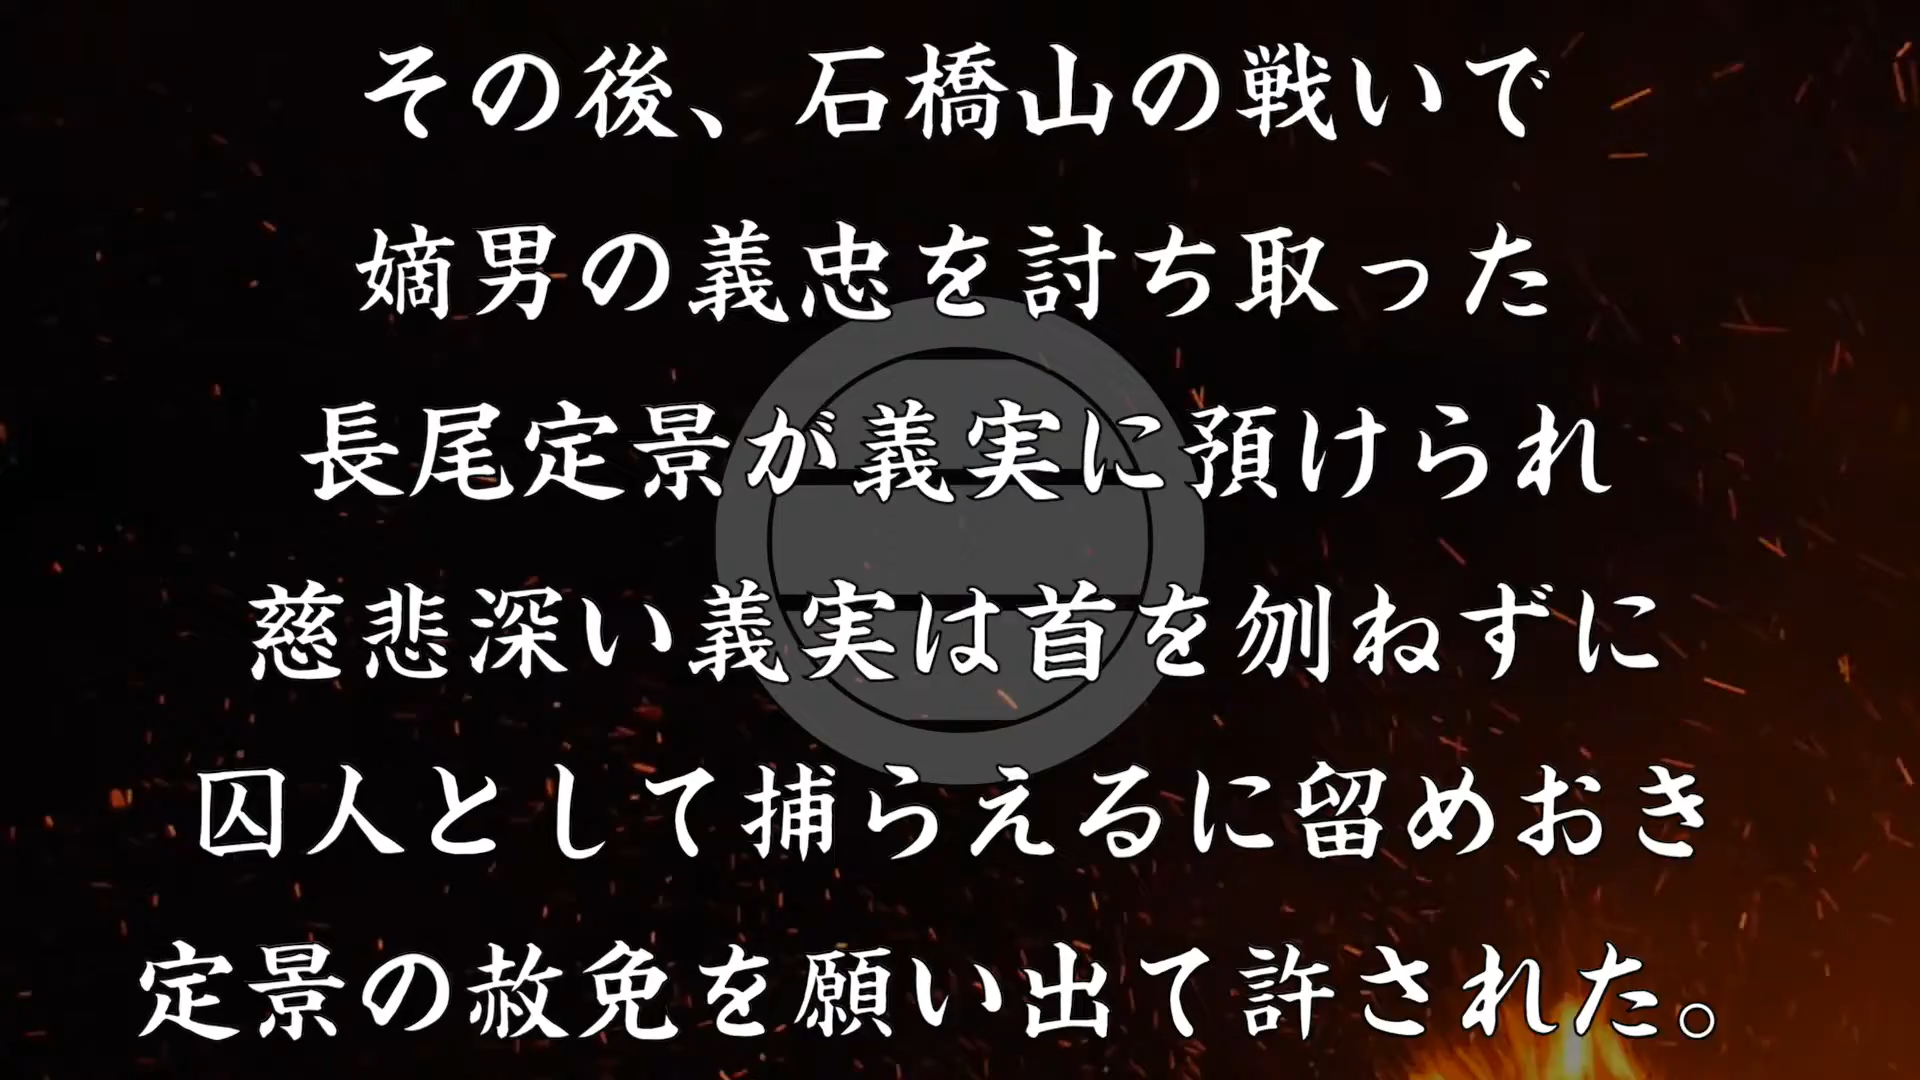 その後、石橋山の戦いで
嫡男の義忠を討ち取った
長尾定景が義実に預けられ
慈悲深い義実は首を刎ねずに
囚人として捕らえるに留めおき
定景の赦免を願い出て許された。